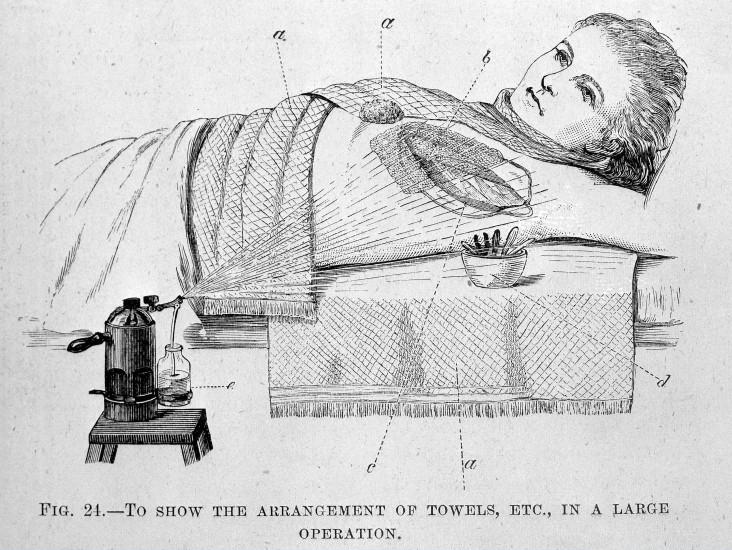 a
a
b
e
d
c
a
FIG. 24.—TO SHOW THE ARRANGEMENT OF TOWELS, ETC., IN A LARGE
OPERATION.